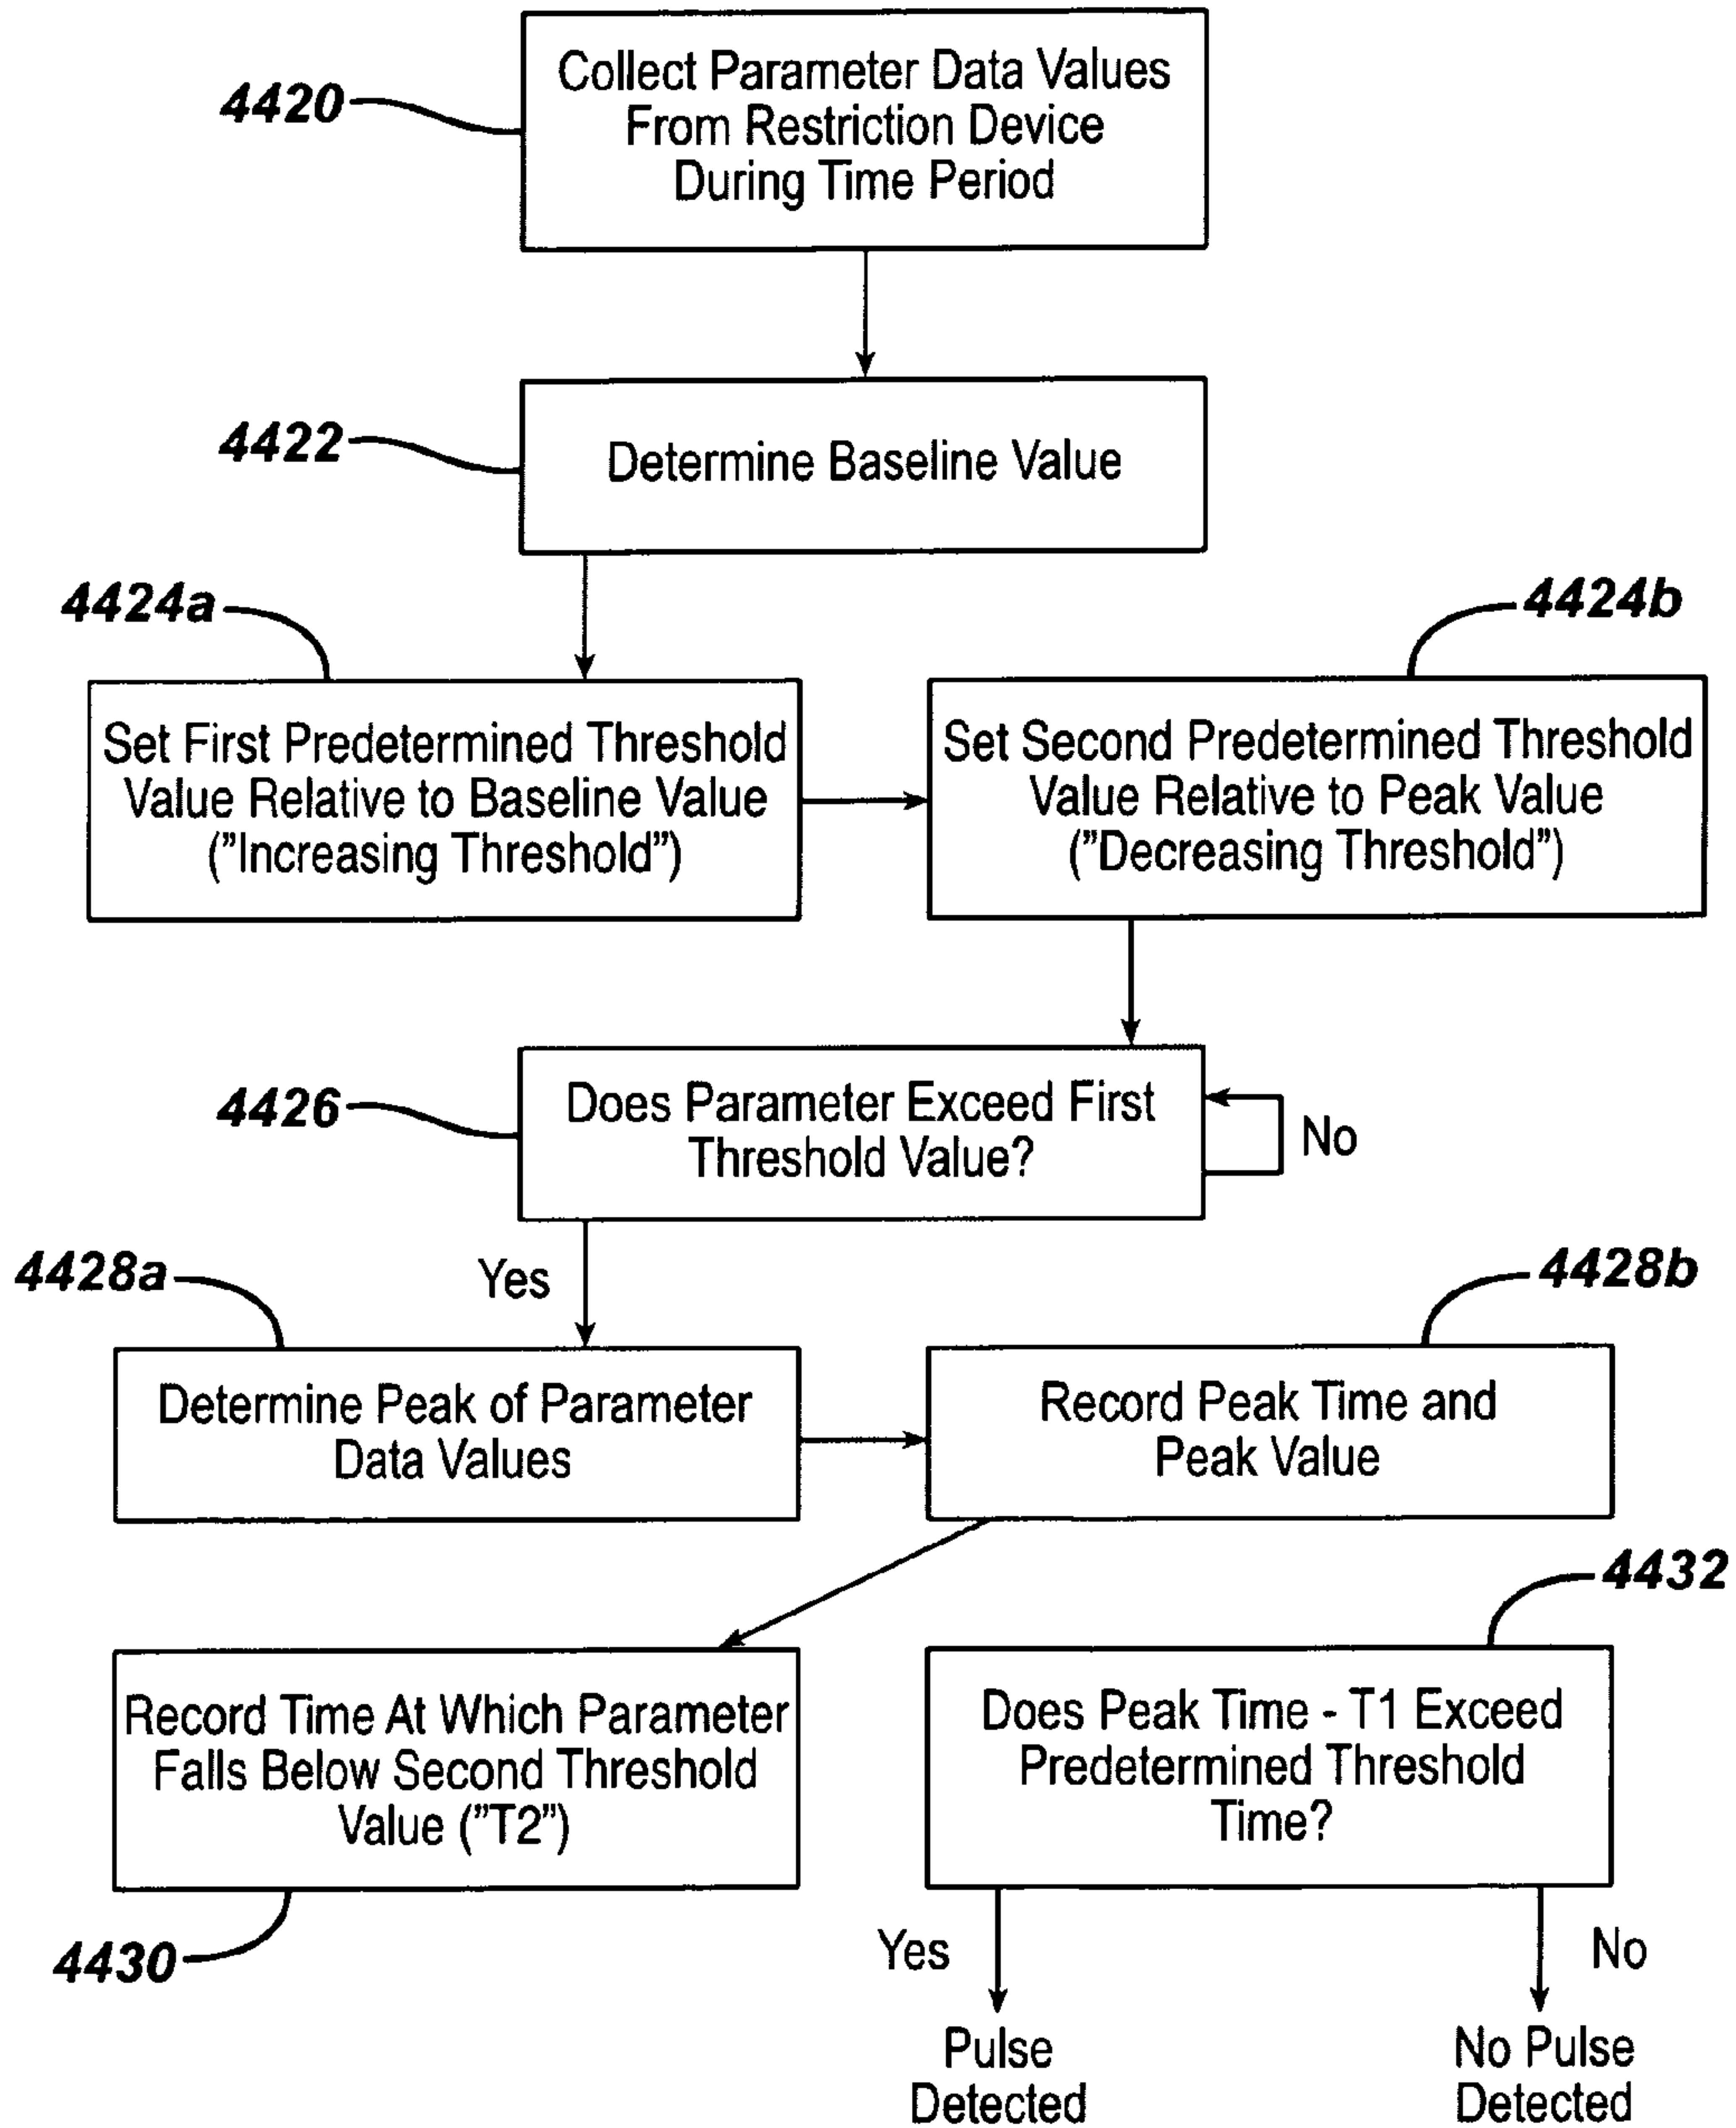 4420
Collect Parameter Data Values
From Restriction Device
During Time Period
4422
Determine Baseline Value
4424a
4424b
Set First Predetermined Threshold
Value Relative to Baseline Value
("Increasing Threshold")
Set Second Predetermined Threshold
Value Relative to Peak Value
("Decreasing Threshold")
4426
Does Parameter Exceed First
Threshold Value?
No
Yes
4428a
4428b
Determine Peak of Parameter
Data Values
Record Peak Time and
Peak Value
4432
Record Time At Which Parameter
Falls Below Second Threshold
Value ("T2")
4430
Does Peak Time - T1 Exceed
Predetermined Threshold
Time?
Yes
No
Pulse
Detected
No Pulse
Detected